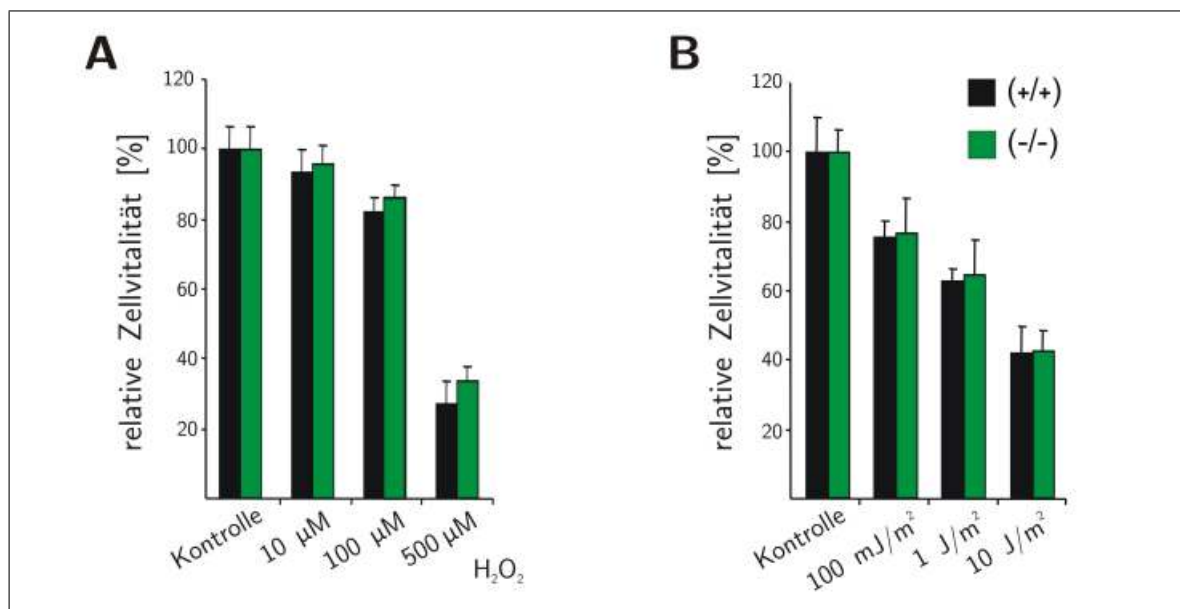 A
relative Zellvitalität [%]
120
100
80
60
40
20
Kontrolle
10 µM
100 µM
500 µM
H₂O₂
B
relative Zellvitalität [%]
120
100
80
60
40
20
(+/+)
(-/-)
Kontrolle
100 mJ/m²
1 J/m²
10 J/m²